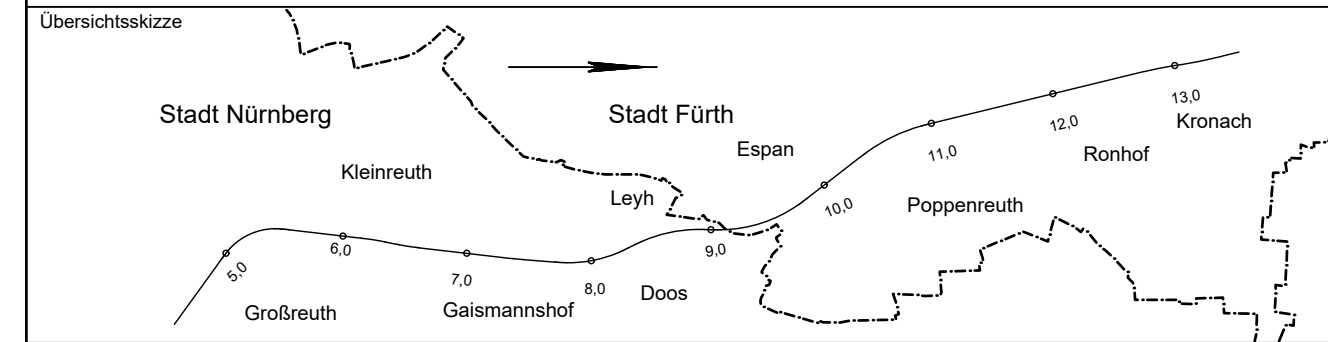 Übersichtsskizze
Stadt Nürnberg
Stadt Fürth
Kleinreuth
Leyh
Espan
13,0
Kronach
12,0
Ronhof
11,0
Poppenreuth
10,0
9,0
5,0
6,0
7,0
8,0
Großreuth
Gaismannshof
Doos